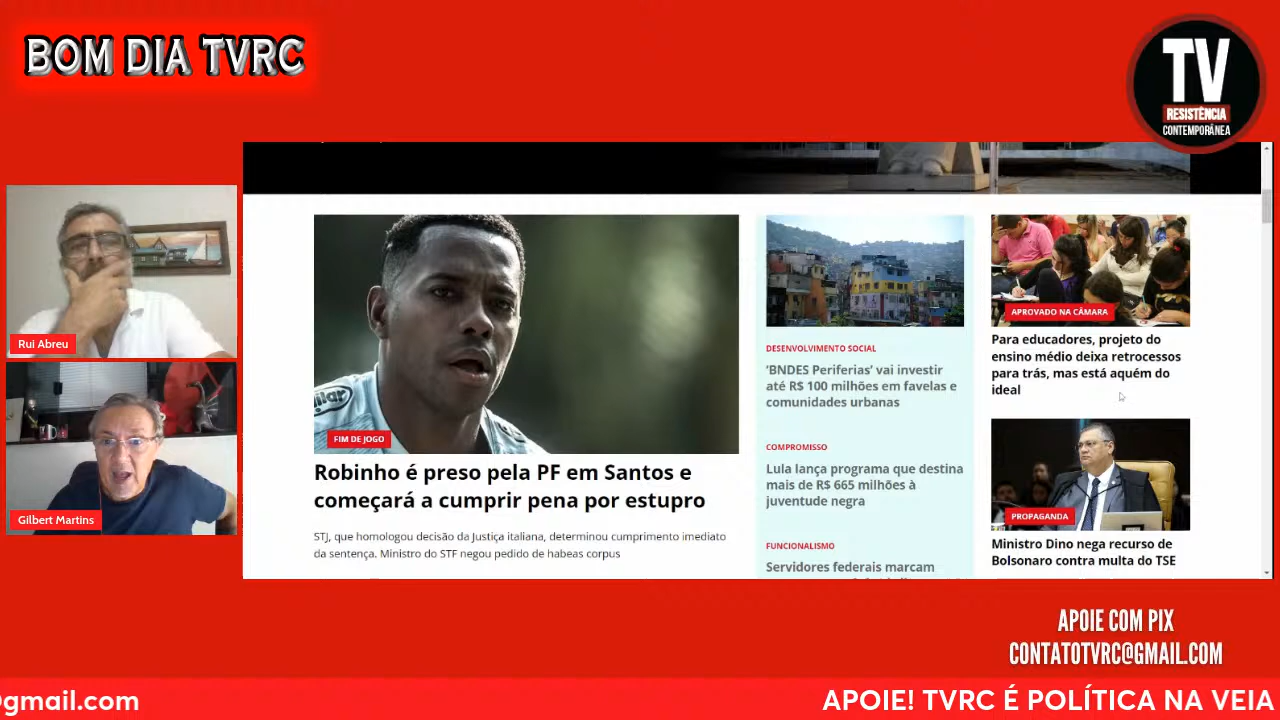 BOM DIA TVRC
TV
RESISTÊNCIA
CONTEMPORÂNEA
Rui Abreu
Gilbert Martins
FIM DE JOGO
Robinho é preso pela PF em Santos e
começará a cumprir pena por estupro
STJ, que homologou decisão da Justiça italiana, determinou cumprimento imediato
da sentença. Ministro do STF negou pedido de habeas corpus
DESENVOLVIMENTO SOCIAL
'BNDES Periferias' vai investir
até R$ 100 milhões em favelas e
comunidades urbanas
COMPROMISSO
Lula lança programa que destina
mais de R$ 665 milhões à
juventude negra
FUNCIONALISMO
Servidores federais marcam
APROVADO NA CÂMARA
Para educadores, projeto do
ensino médio deixa retrocessos
para trás, mas está aquém do
ideal
PROPAGANDA
Ministro Dino nega recurso de
Bolsonaro contra multa do TSE
APOIE COM PIX
CONTATOTVRC@GMAIL.COM
@gmail.com
APOIE! TVRC É POLÍTICA NA VEIA